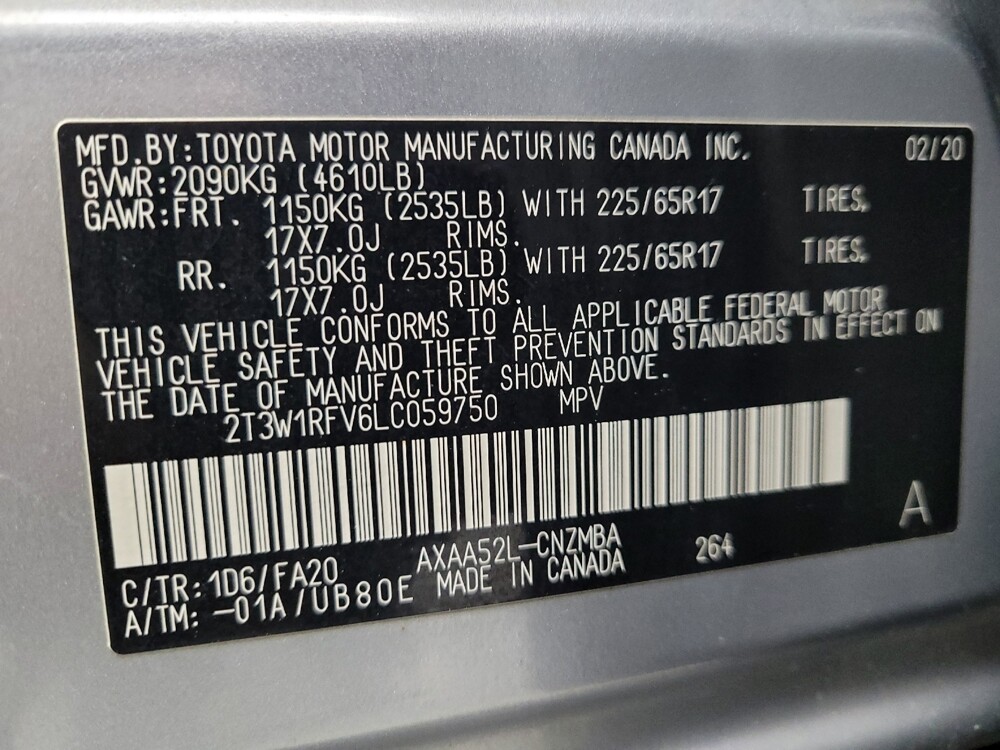 MFD.BY:TOYOTA MOTOR MANUFACTURING CANADA INC. 02/20
GVWR:2090KG (4610LB)
GAWR:FRT. 1150KG (2535LB) WITH 225/65R17 TIRES,
17X7.0J RIMS.
RR. 1150KG (2535LB) WITH 225/65R17 TIRES,
17X7.0J RIMS.
THIS VEHICLE CONFORMS TO ALL APPLICABLE FEDERAL MOTOR
VEHICLE SAFETY AND THEFT PREVENTION STANDARDS IN EFFECT ON
THE DATE OF MANUFACTURE SHOWN ABOVE.
2T3W1RFV6LC059750 MPV
A
C/TR: 1D6/FA20 AXAA52L-CNZMBA 264
A/TM: -01A/UB80E MADE IN CANADA